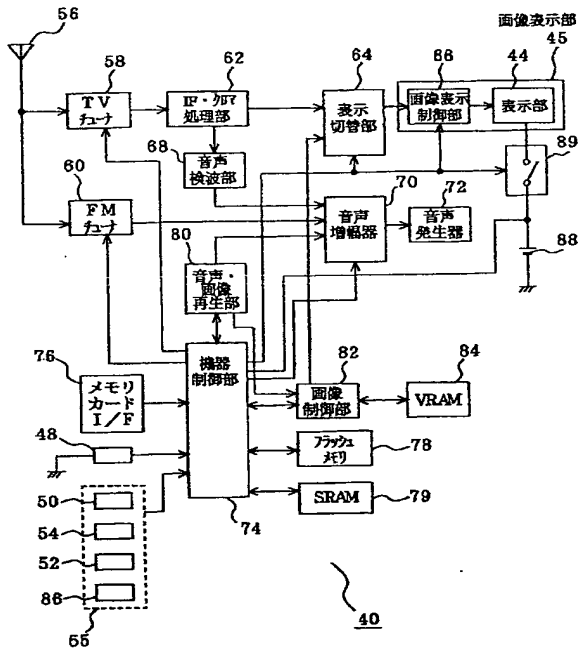 画像表示部
56
45
58
62
64
66
44
TV
チューナ
IF・クロマ
処理部
表示
切替部
画像表示
制御部
表示部
68
音声
検波部
89
60
70
72
FM
チューナ
80
音声
増幅器
音声
発生器
音声・
画像
再生部
88
76
機器
制御部
82
84
メモリ
カード
I/F
画像
制御部
VRAM
48
フラッシュ
メモリ
78
50
SRAM
79
54
74
52
86
55
40